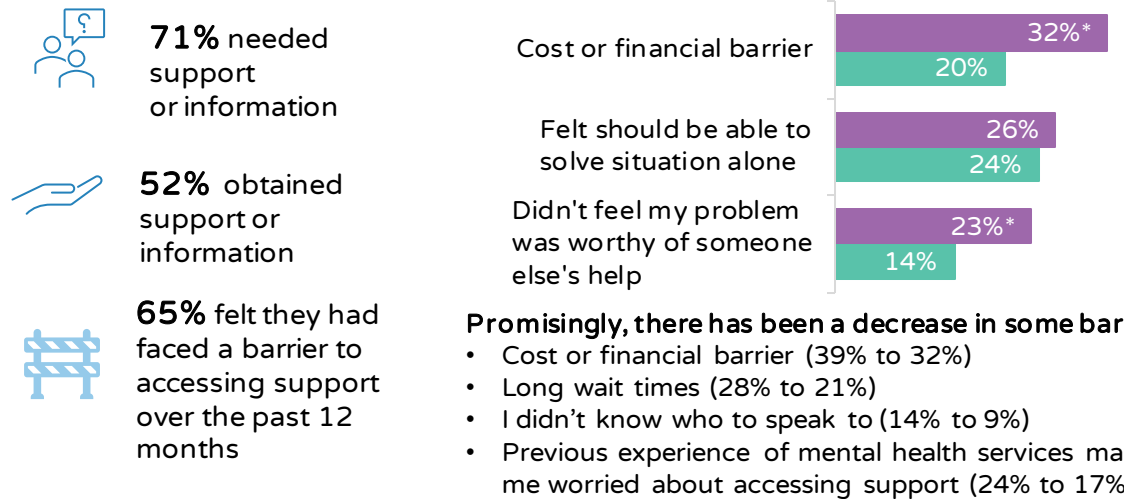 ?
71% needed
support
or information
52% obtained
support or
information
65% felt they had
faced a barrier to
accessing support
over the past 12
months
Cost or financial barrier
32%*
20%
Felt should be able to
solve situation alone
26%
24%
Didn't feel my problem
was worthy of someone
else's help
23%*
14%
Promisingly, there has been a decrease in some bar
• Cost or financial barrier (39% to 32%)
• Long wait times (28% to 21%)
• I didn’t know who to speak to (14% to 9%)
• Previous experience of mental health services ma
me worried about accessing support (24% to 17%